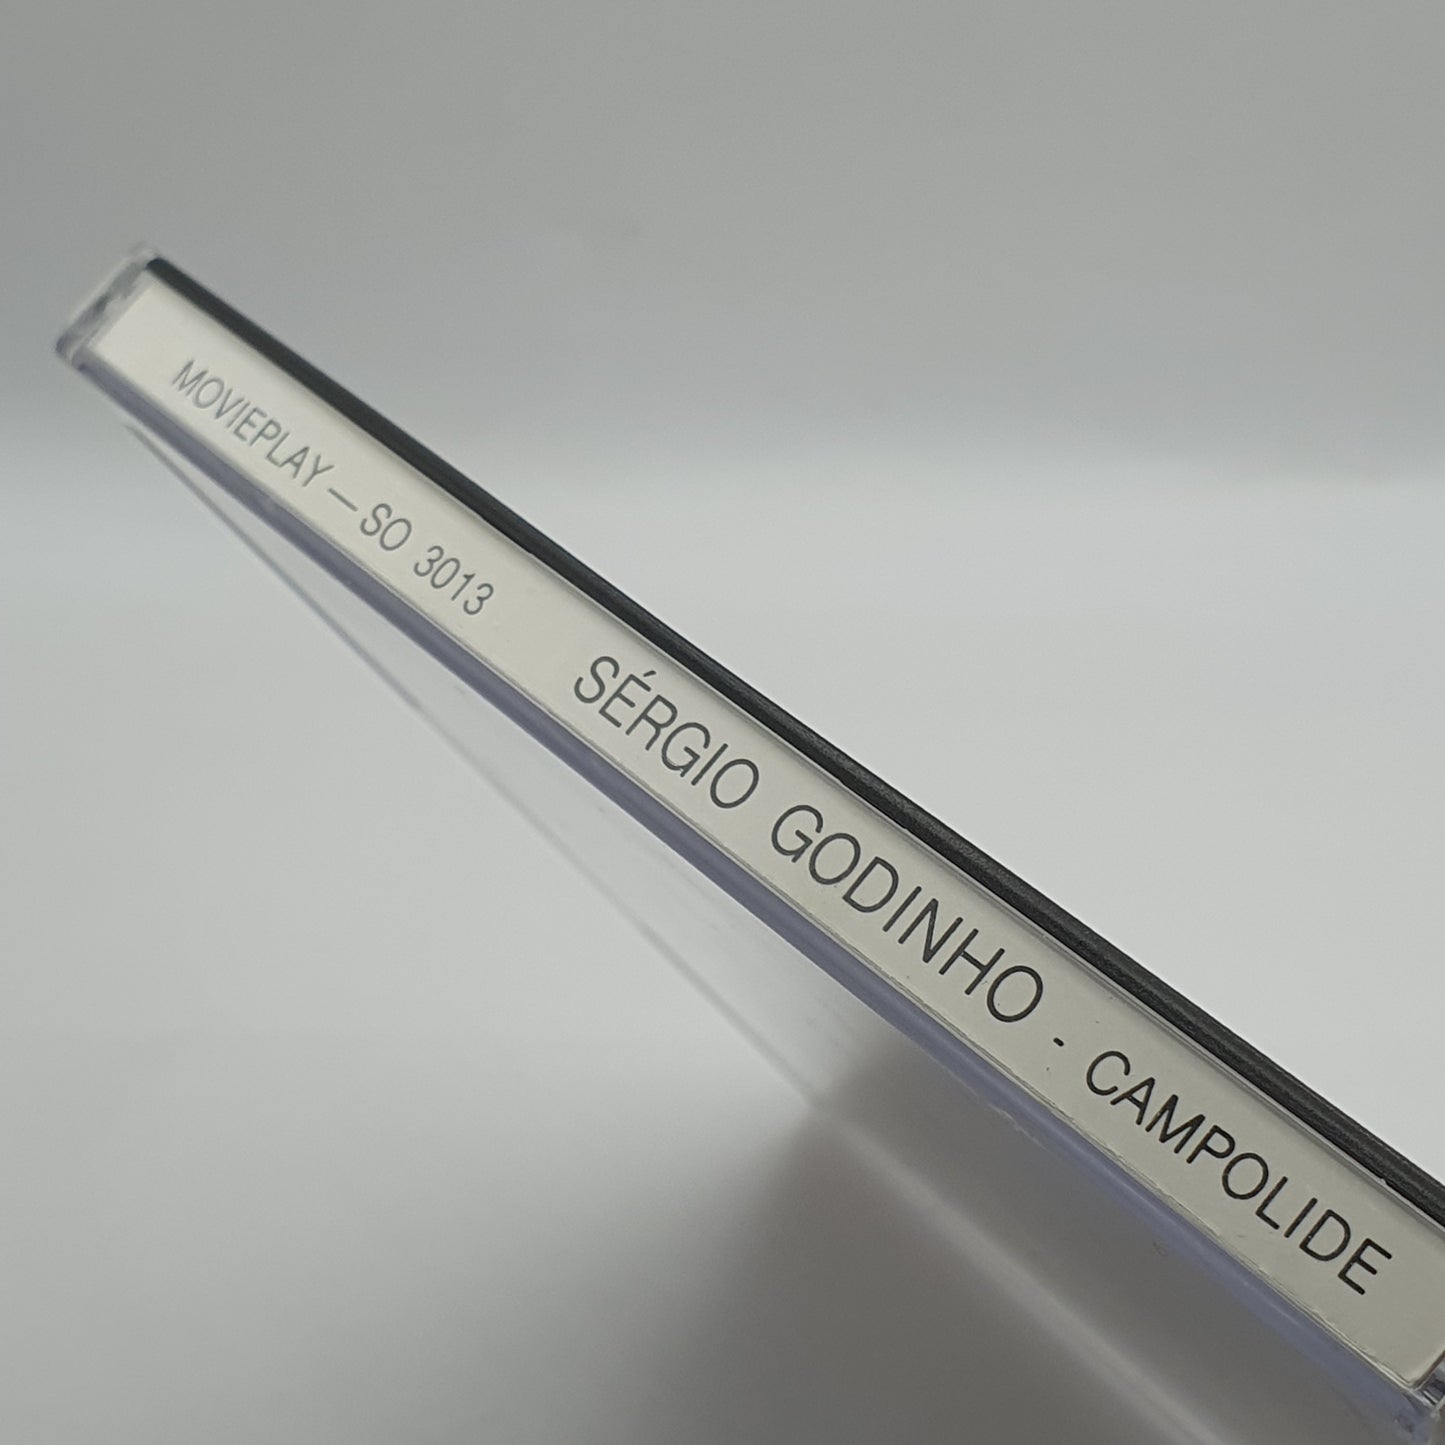 MOVIEPLAY — SO 3013 SÉRGIO GODINHO - CAMPOLIDE